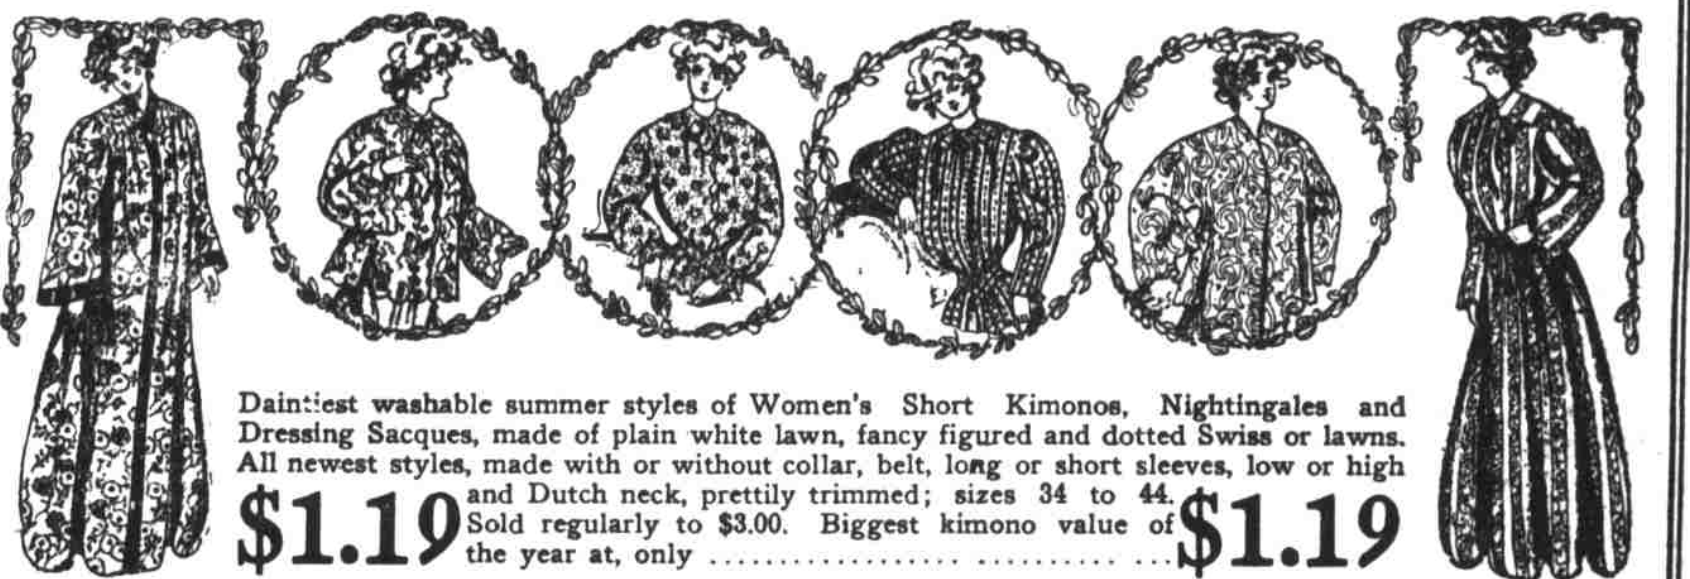 Daintiest washable summer styles of Women's Short Kimonos, Nightingales and
Dressing Sacques, made of plain white lawn, fancy figured and dotted Swiss or lawns.
All newest styles, made with or without collar, belt, long or short sleeves, low or high
$1.19 and Dutch neck, prettily trimmed; sizes 34 to 44. $1.19
Sold regularly to $3.00. Biggest kimono value of
the year at, only ................. .......... ...